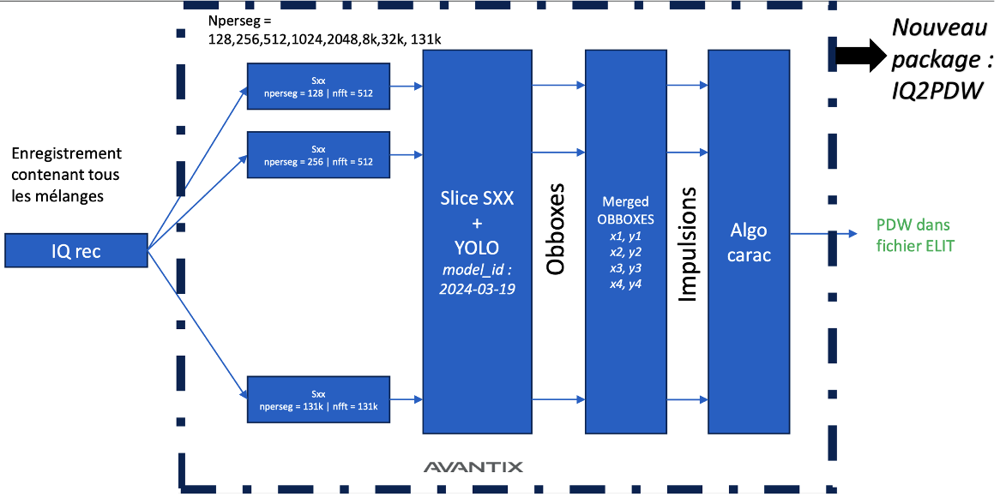 Nperseg =
128,256,512,1024,2048,8k,32k, 131k
Nouveau
package :
IQ2PDW
Enregistrement
contenant tous
les mélanges
IQ rec
Sxx
nperseg = 128 | nfft = 512
Sxx
nperseg = 256 | nfft = 512
Sxx
nperseg = 131k | nfft = 131k
Slice SXX
+
YOLO
model_id :
2024-03-19
Obboxes
Merged
OBBOXES
x1, y1
x2, y2
x3, y3
x4, y4
Impulsions
Algo
carac
PDW dans
fichier ELIT
AVANTIX